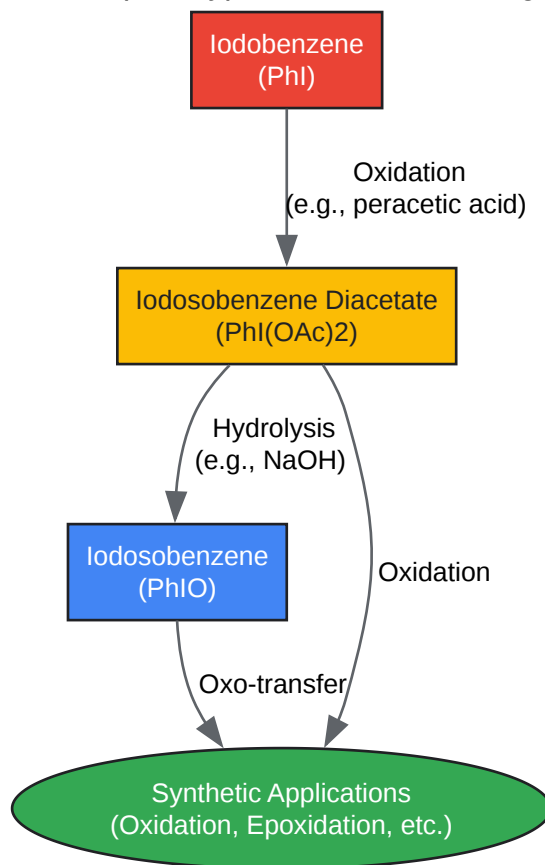 Iodobenzene
(PhI)
Oxidation
(e.g., peracetic acid)
Iodosobenzene Diacetate
(PhI(OAc)2)
Hydrolysis
(e.g., NaOH)
Iodosobenzene
(PhIO)
Oxidation
Oxo-transfer
Synthetic Applications
(Oxidation, Epoxidation, etc.)